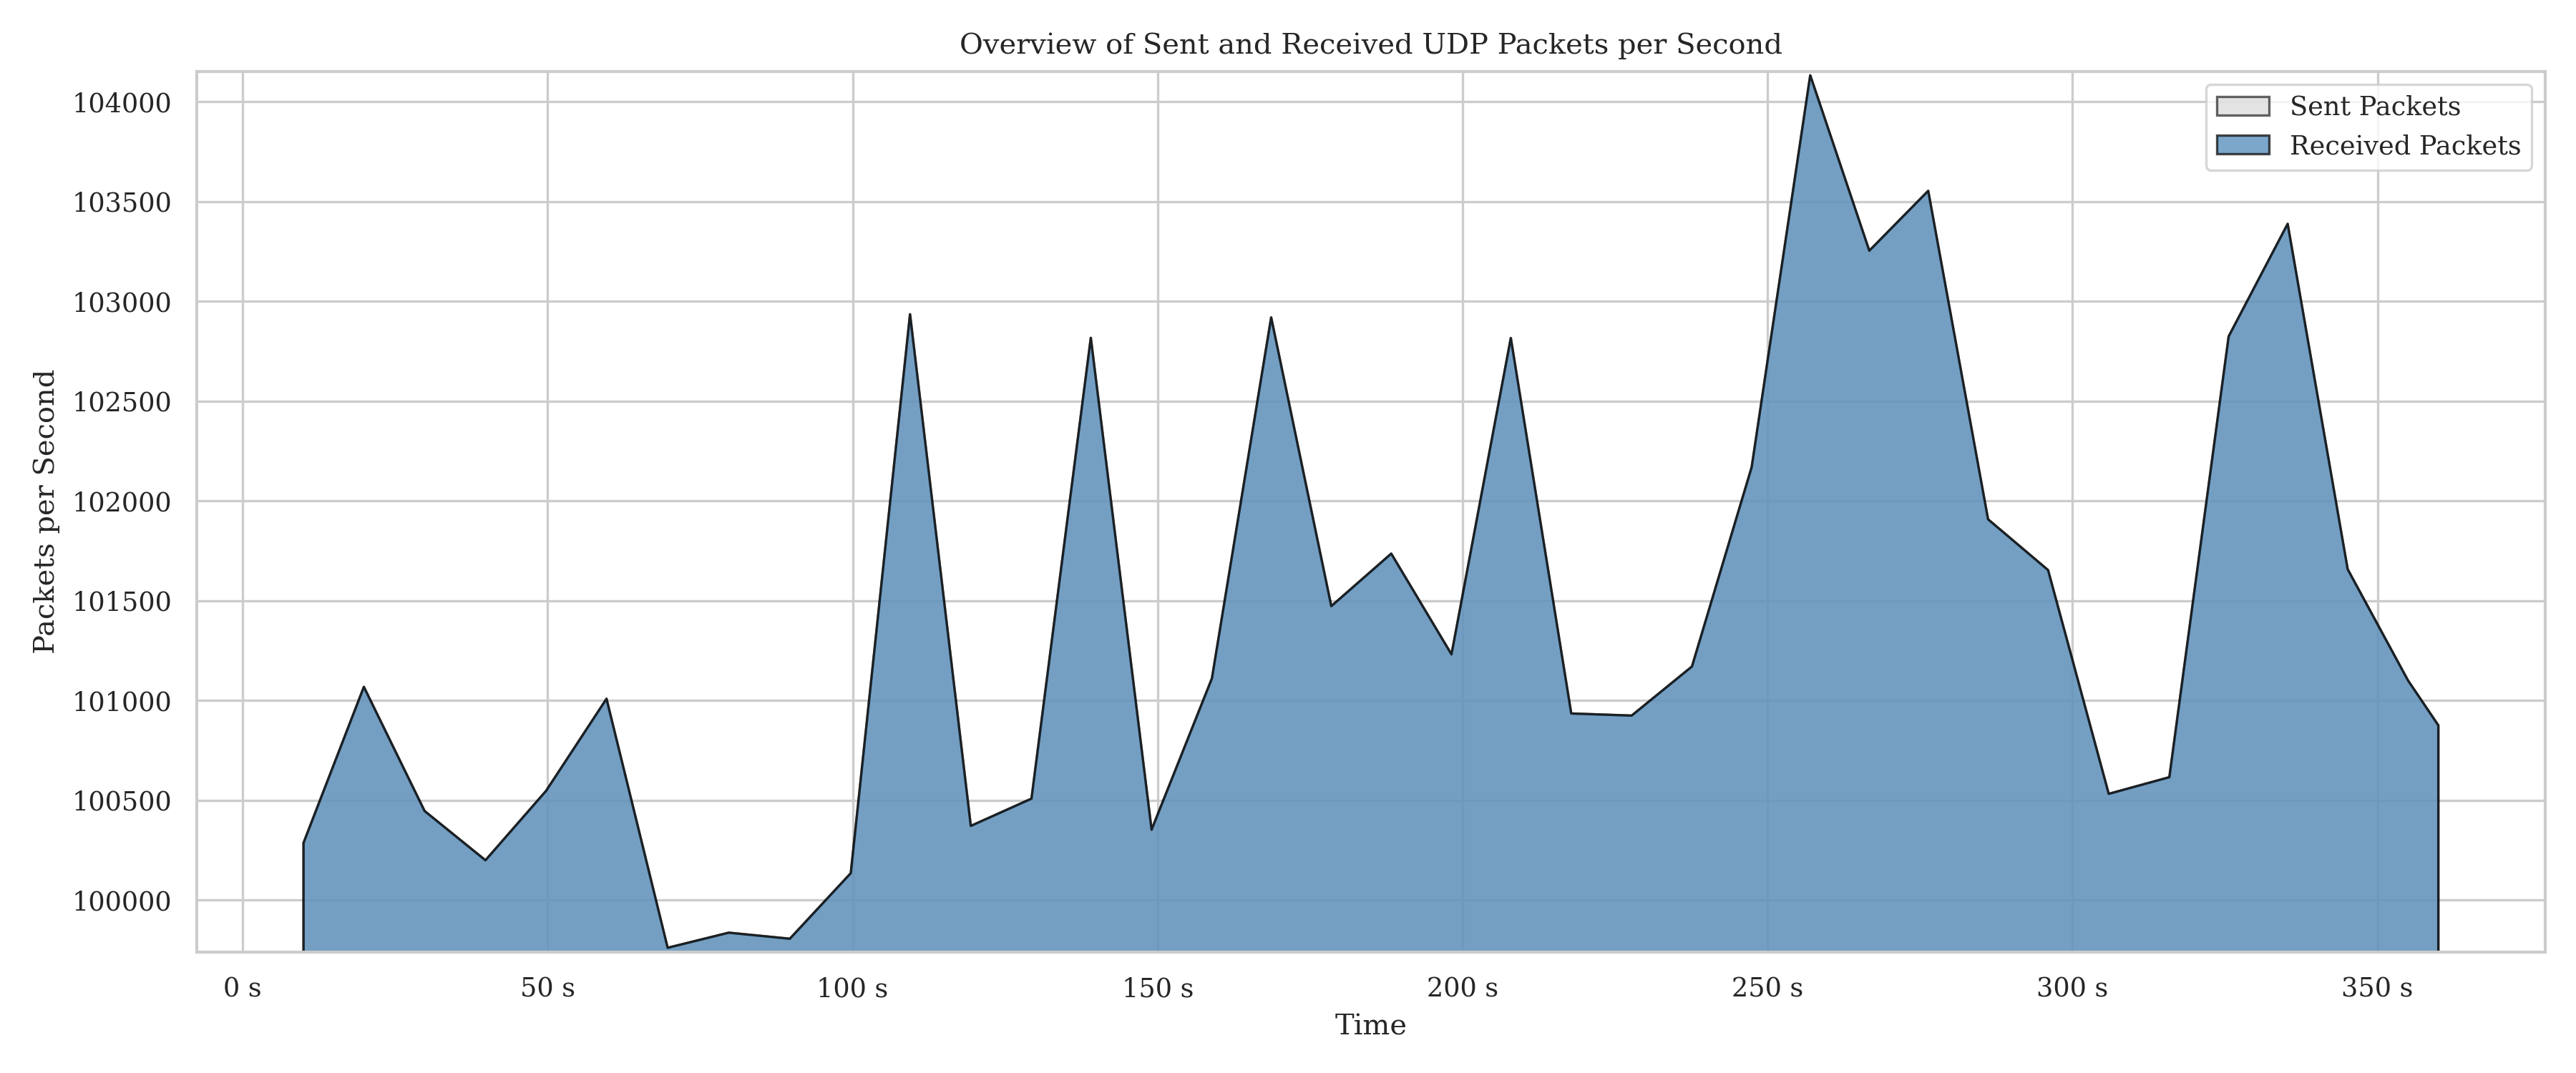 Overview of Sent and Received UDP Packets per Second
Sent Packets
Received Packets
Packets per Second
104000
103500
103000
102500
102000
101500
101000
100500
100000
0 s 50 s 100 s 150 s 200 s 250 s 300 s 350 s
Time